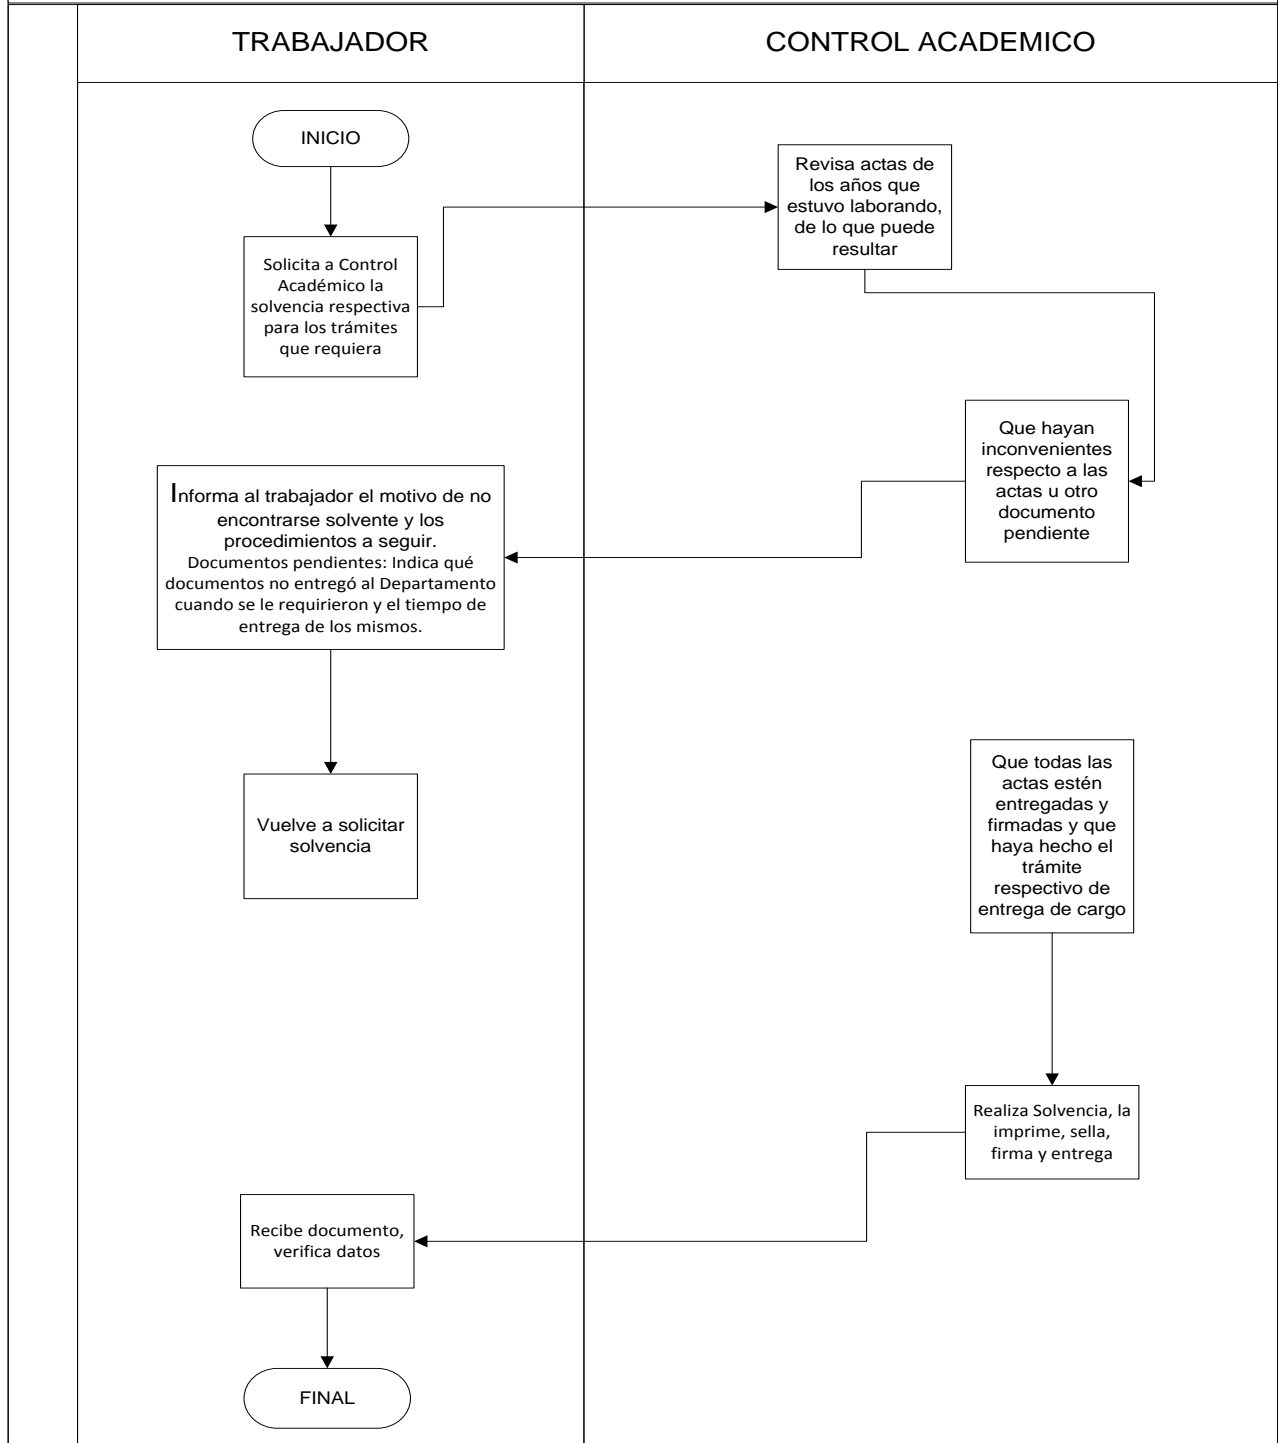 TRABAJADOR
CONTROL ACADEMICO
INICIO
Revisa actas de
los años que
estuvo laborando,
de lo que puede
resultar
Solicita a Control
Académico la
solvencia respectiva
para los trámites
que requiera
Que hayan
inconvenientes
respecto a las
actas u otro
documento
pendiente
Informa al trabajador el motivo de no
encontrarse solvente y los
procedimientos a seguir.
Documentos pendientes: Indica qué
documentos no entregó al Departamento
cuando se le requirieron y el tiempo de
entrega de los mismos.
Vuelve a solicitar
solvencia
Que todas las
actas estén
entregadas y
firmadas y que
haya hecho el
trámite
respectivo de
entrega de cargo
Realiza Solvencia, la
imprime, sella,
firma y entrega
Recibe documento,
verifica datos
FINAL